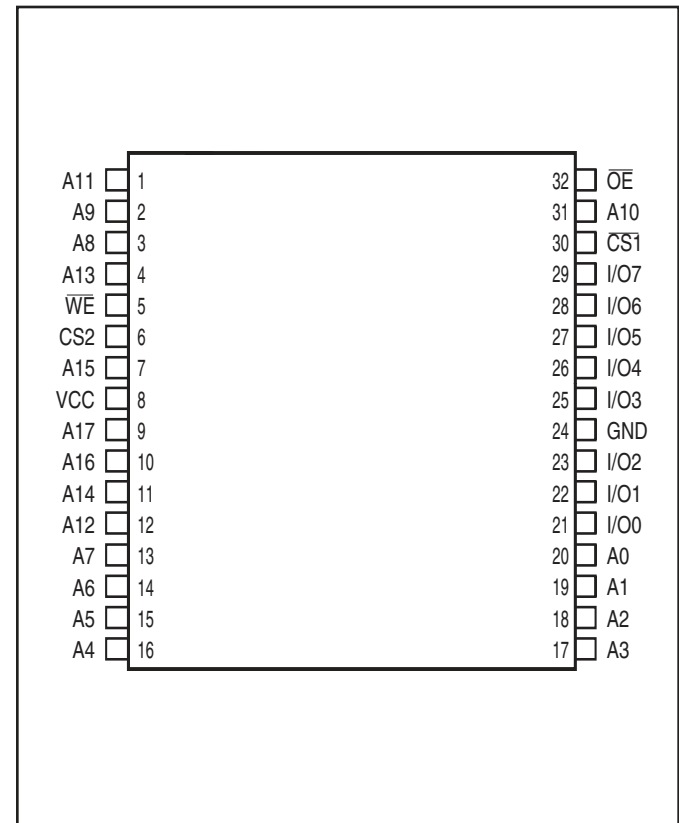 A11 1 32 O̅E̅
A9 2 31 A10
A8 3 30 C̅S̅1̅
A13 4 29 I/O7
W̅E̅ 5 28 I/O6
CS2 6 27 I/O5
A15 7 26 I/O4
VCC 8 25 I/O3
A17 9 24 GND
A16 10 23 I/O2
A14 11 22 I/O1
A12 12 21 I/O0
A7 13 20 A0
A6 14 19 A1
A5 15 18 A2
A4 16 17 A3